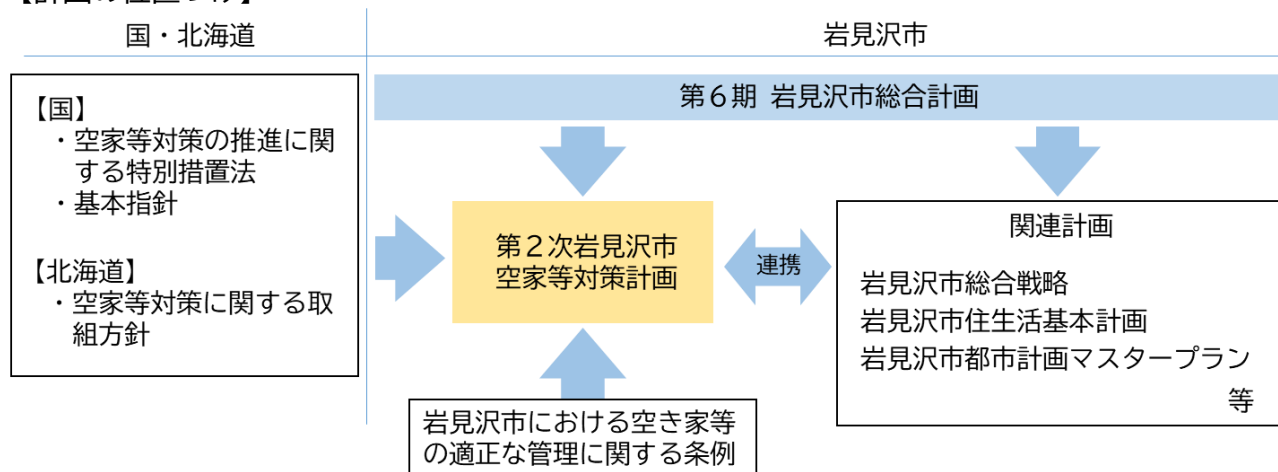 【計画の位置づけ】
国・北海道
岩見沢市
【国】
・空家等対策の推進に関
する特別措置法
・基本指針
【北海道】
・空家等対策に関する取
組方針
第６期 岩見沢市総合計画
第２次岩見沢市
空家等対策計画
連携
関連計画
岩見沢市総合戦略
岩見沢市住生活基本計画
岩見沢市都市計画マスタープラン
等
岩見沢市における空き家等
の適正な管理に関する条例